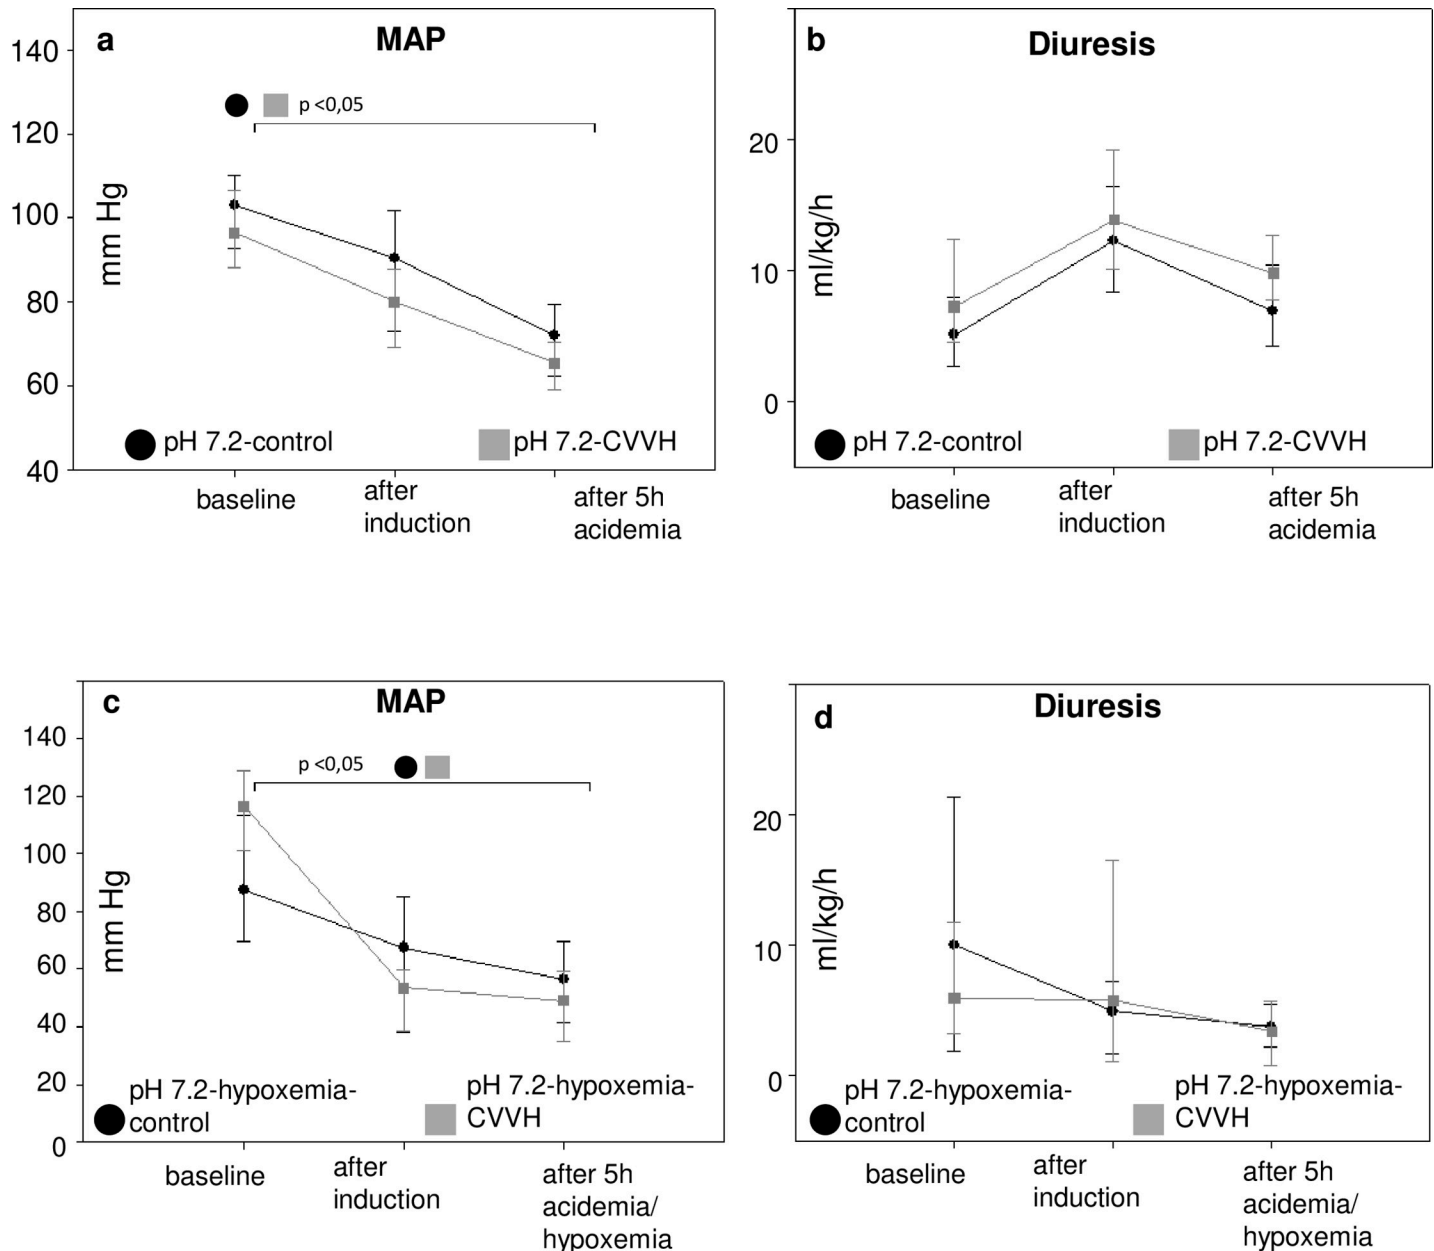 a
MAP
140
120
100
80
60
40
mm Hg
p <0,05
pH 7.2-control
pH 7.2-CVVH
baseline
after
induction
after 5h
acidemia
b
Diuresis
20
10
0
ml/kg/h
pH 7.2-control
pH 7.2-CVVH
baseline
after
induction
after 5h
acidemia
c
MAP
140
120
100
80
60
40
20
0
mm Hg
p <0,05
pH 7.2-hypoxemia-
control
pH 7.2-hypoxemia-
CVVH
baseline
after
induction
after 5h
acidemia/
hypoxemia
d
Diuresis
20
10
0
ml/kg/h
pH 7.2-hypoxemia-
control
pH 7.2-hypoxemia-
CVVH
baseline
after
induction
after 5h
acidemia/
hypoxemia